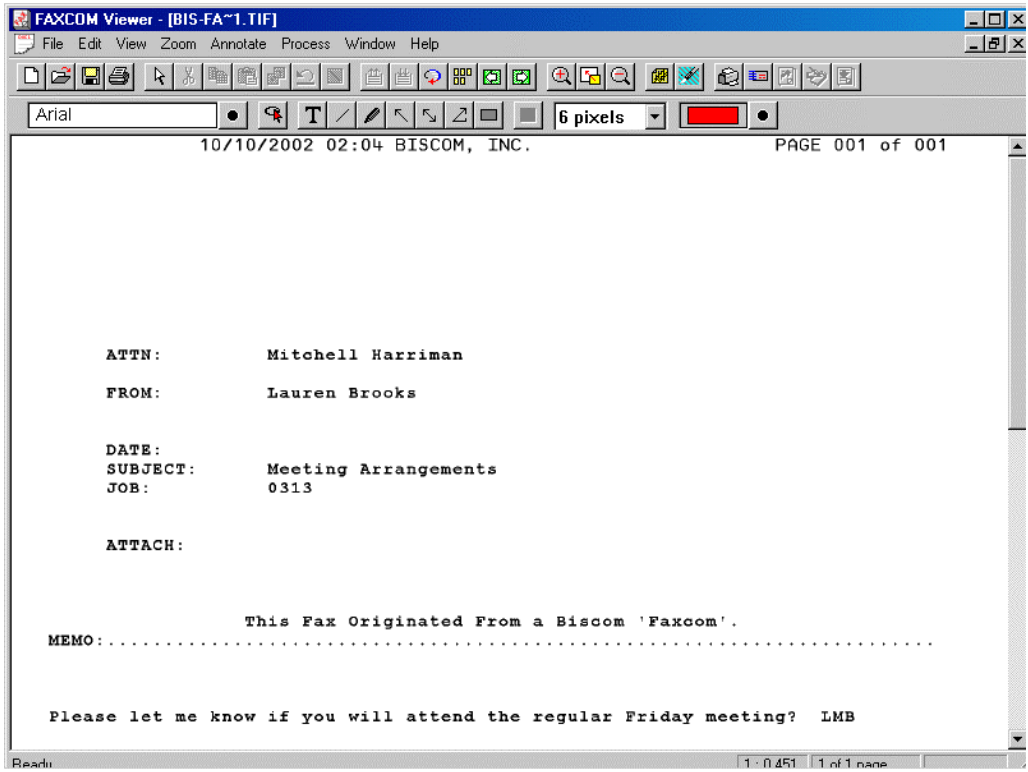 FAXCOM Viewer - [BIS-FA~1.TIF]
File Edit View Zoom Annotate Process Window Help
Arial T 6 pixels
10/10/2002 02:04 BISCOM, INC. PAGE 001 of 001
ATTN: Mitchell Harriman
FROM: Lauren Brooks
DATE:
SUBJECT: Meeting Arrangements
JOB: 0313
ATTACH:
This Fax Originated From a Biscom 'Faxcom'.
MEMO:.......................................................................
Please let me know if you will attend the regular Friday meeting? LMB
Ready 1 : 0.451 1 of 1 page